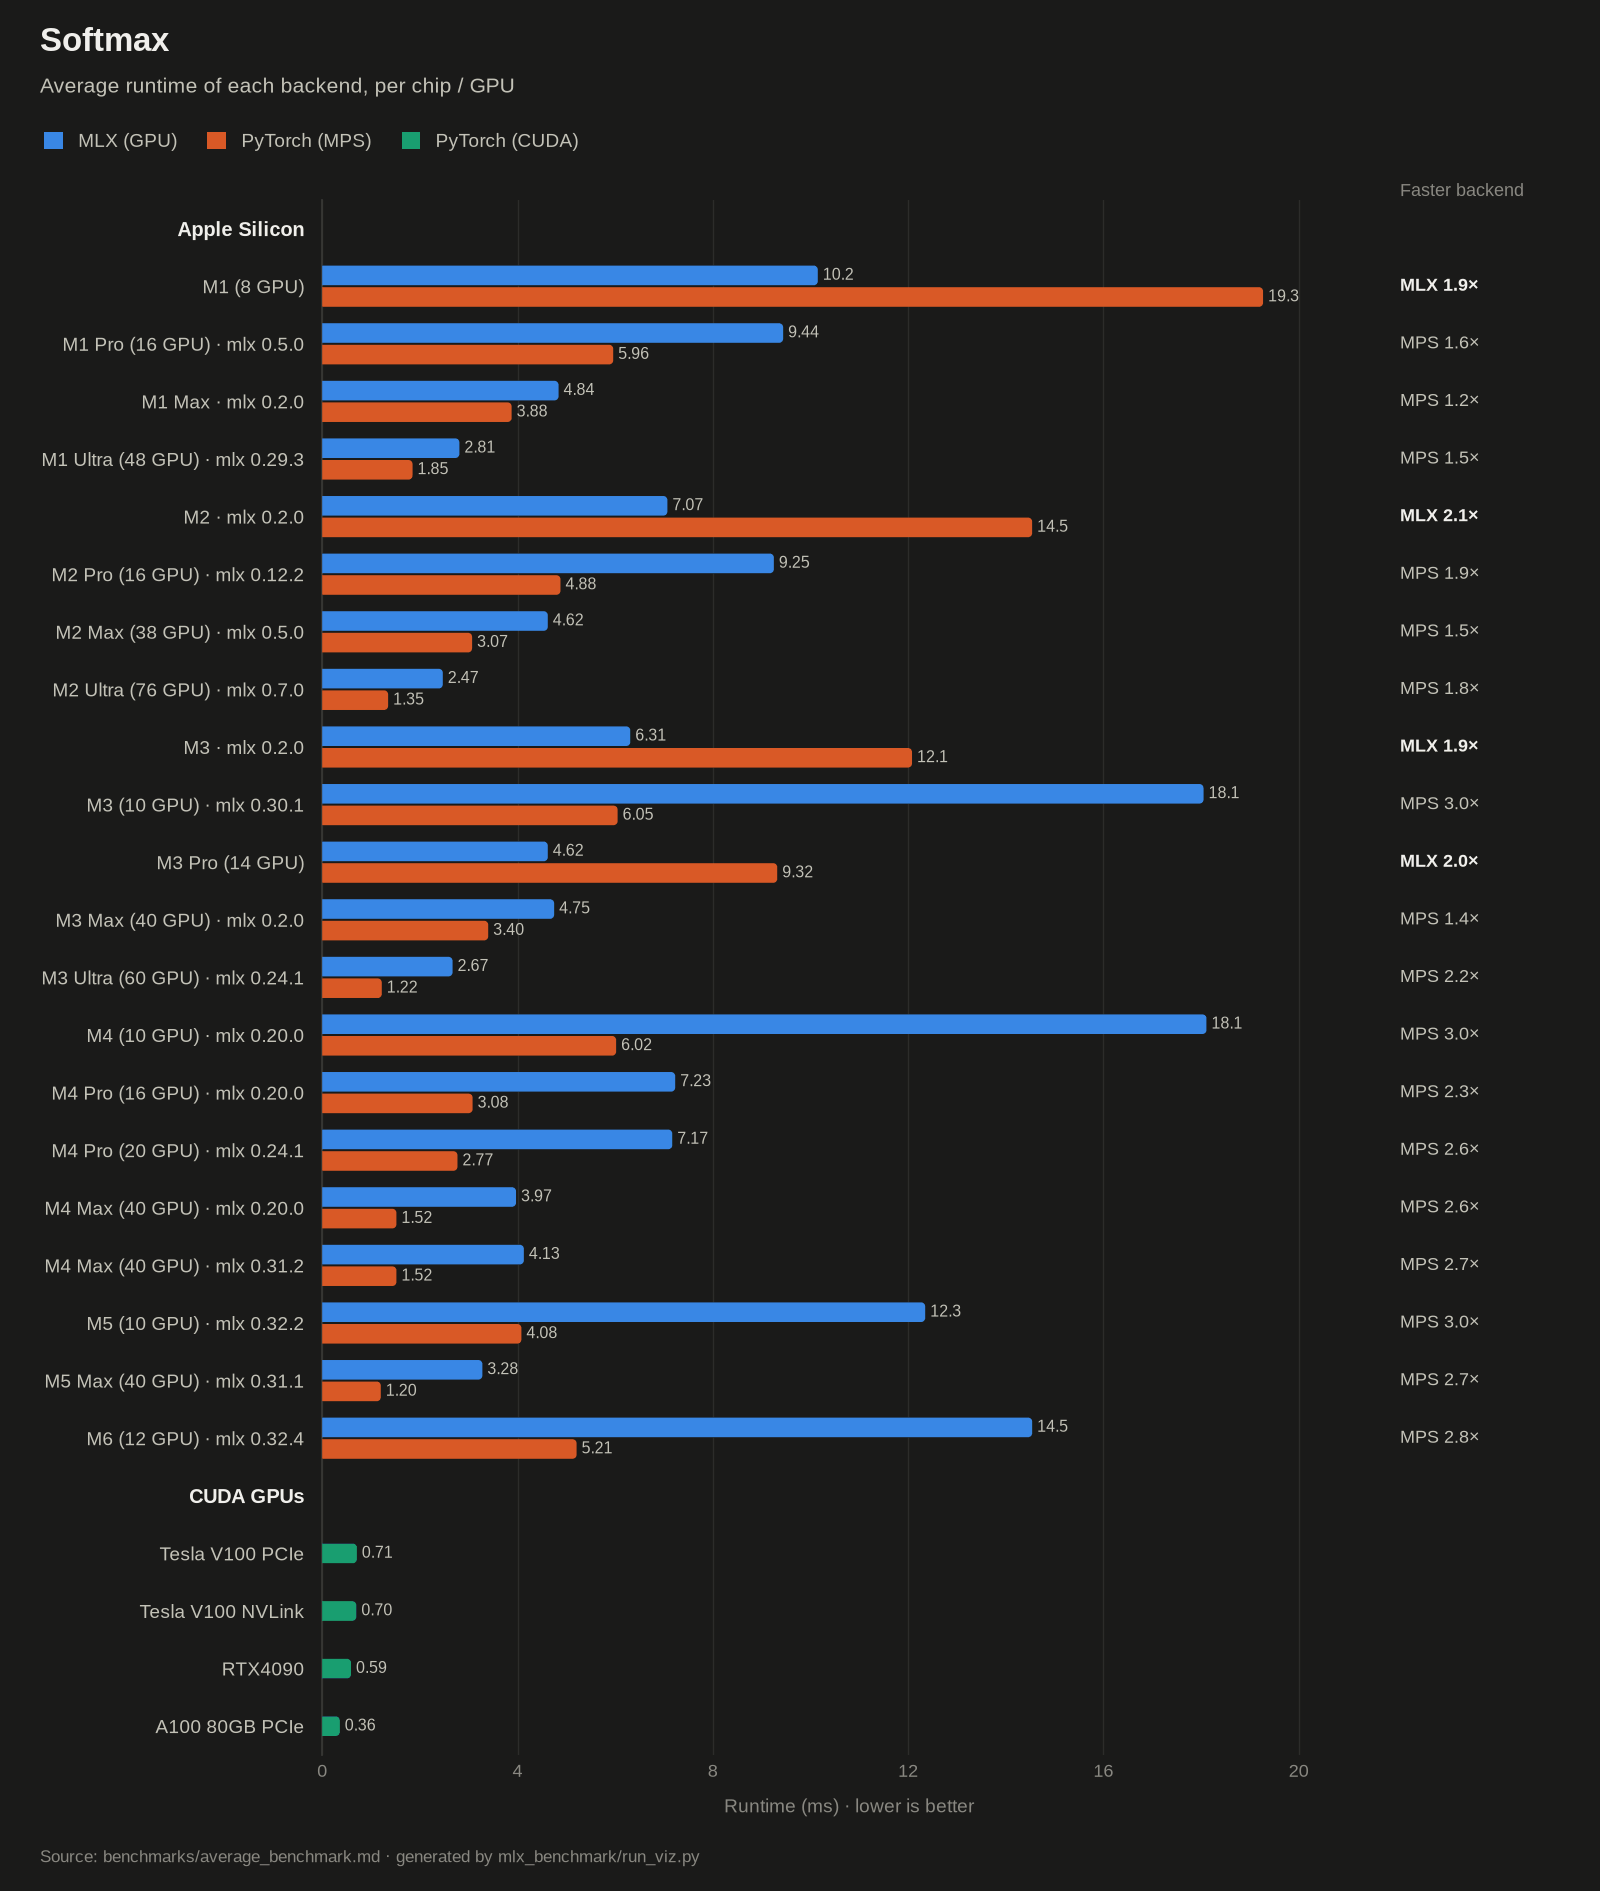 Softmax
Average runtime of each backend, per chip / GPU
MLX (GPU) PyTorch (MPS) PyTorch (CUDA)
Faster backend
Apple Silicon
M1 (8 GPU) 10.2 19.3 MLX 1.9×
M1 Pro (16 GPU) · mlx 0.5.0 9.44 5.96 MPS 1.6×
M1 Max · mlx 0.2.0 4.84 3.88 MPS 1.2×
M1 Ultra (48 GPU) · mlx 0.29.3 2.81 1.85 MPS 1.5×
M2 · mlx 0.2.0 7.07 14.5 MLX 2.1×
M2 Pro (16 GPU) · mlx 0.12.2 9.25 4.88 MPS 1.9×
M2 Max (38 GPU) · mlx 0.5.0 4.62 3.07 MPS 1.5×
M2 Ultra (76 GPU) · mlx 0.7.0 2.47 1.35 MPS 1.8×
M3 · mlx 0.2.0 6.31 12.1 MLX 1.9×
M3 (10 GPU) · mlx 0.30.1 18.1 6.05 MPS 3.0×
M3 Pro (14 GPU) 4.62 9.32 MLX 2.0×
M3 Max (40 GPU) · mlx 0.2.0 4.75 3.40 MPS 1.4×
M3 Ultra (60 GPU) · mlx 0.24.1 2.67 1.22 MPS 2.2×
M4 (10 GPU) · mlx 0.20.0 18.1 6.02 MPS 3.0×
M4 Pro (16 GPU) · mlx 0.20.0 7.23 3.08 MPS 2.3×
M4 Pro (20 GPU) · mlx 0.24.1 7.17 2.77 MPS 2.6×
M4 Max (40 GPU) · mlx 0.20.0 3.97 1.52 MPS 2.6×
M4 Max (40 GPU) · mlx 0.31.2 4.13 1.52 MPS 2.7×
M5 (10 GPU) · mlx 0.32.2 12.3 4.08 MPS 3.0×
M5 Max (40 GPU) · mlx 0.31.1 3.28 1.20 MPS 2.7×
M6 (12 GPU) · mlx 0.32.4 14.5 5.21 MPS 2.8×
CUDA GPUs
Tesla V100 PCIe 0.71
Tesla V100 NVLink 0.70
RTX4090 0.59
A100 80GB PCIe 0.36
0 4 8 12 16 20
Runtime (ms) · lower is better
Source: benchmarks/average_benchmark.md · generated by mlx_benchmark/run_viz.py